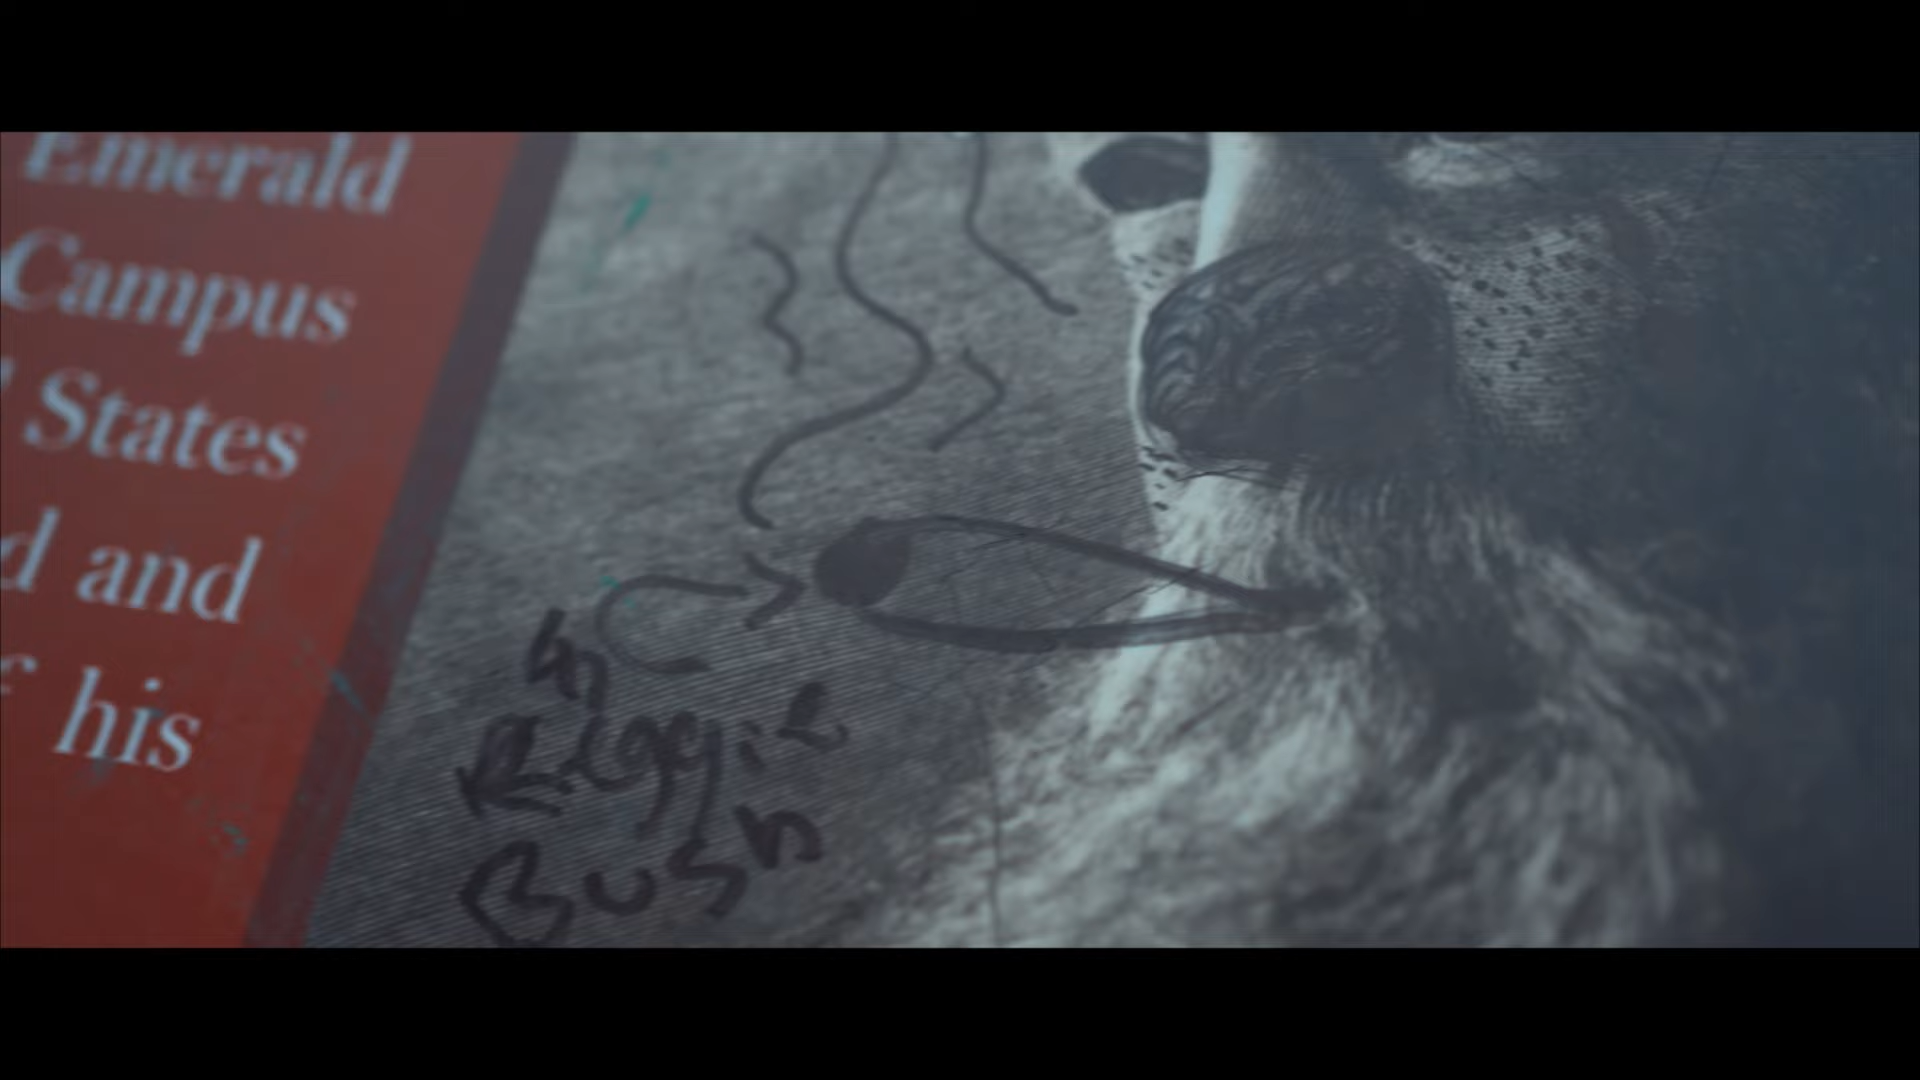 Emerald
Campus
States
d and
his
Reggie
Bush